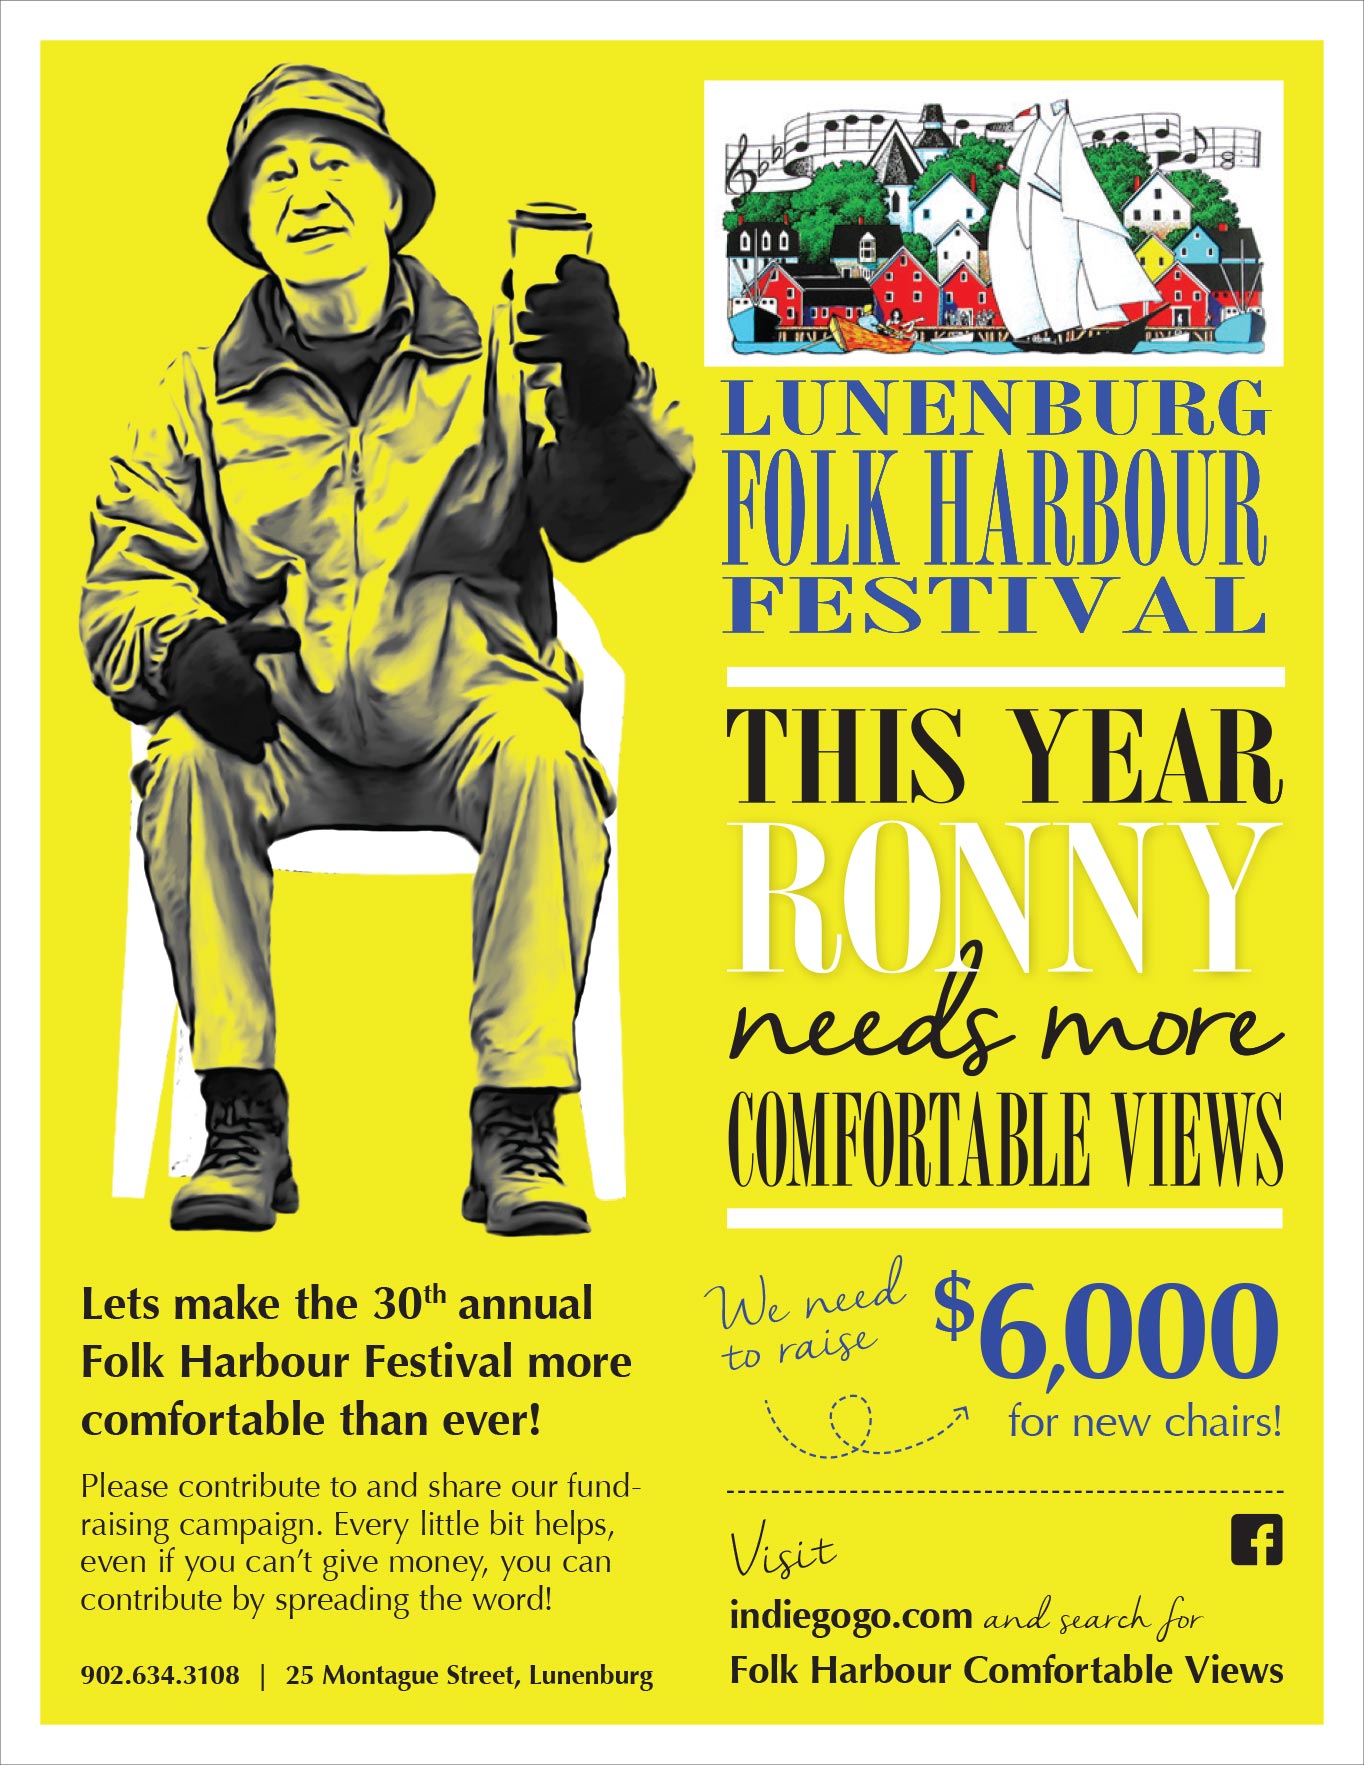 LUNENBURG
FOLK HARBOUR
FESTIVAL
THIS YEAR
RONNY
needs more
COMFORTABLE VIEWS
Lets make the 30th annual
Folk Harbour Festival more
comfortable than ever!
Please contribute to and share our fund-
raising campaign. Every little bit helps,
even if you can’t give money, you can
contribute by spreading the word!
902.634.3108 | 25 Montague Street, Lunenburg
We need
to raise
$6,000
for new chairs!
Visit
indiegogo.com and search for
Folk Harbour Comfortable Views